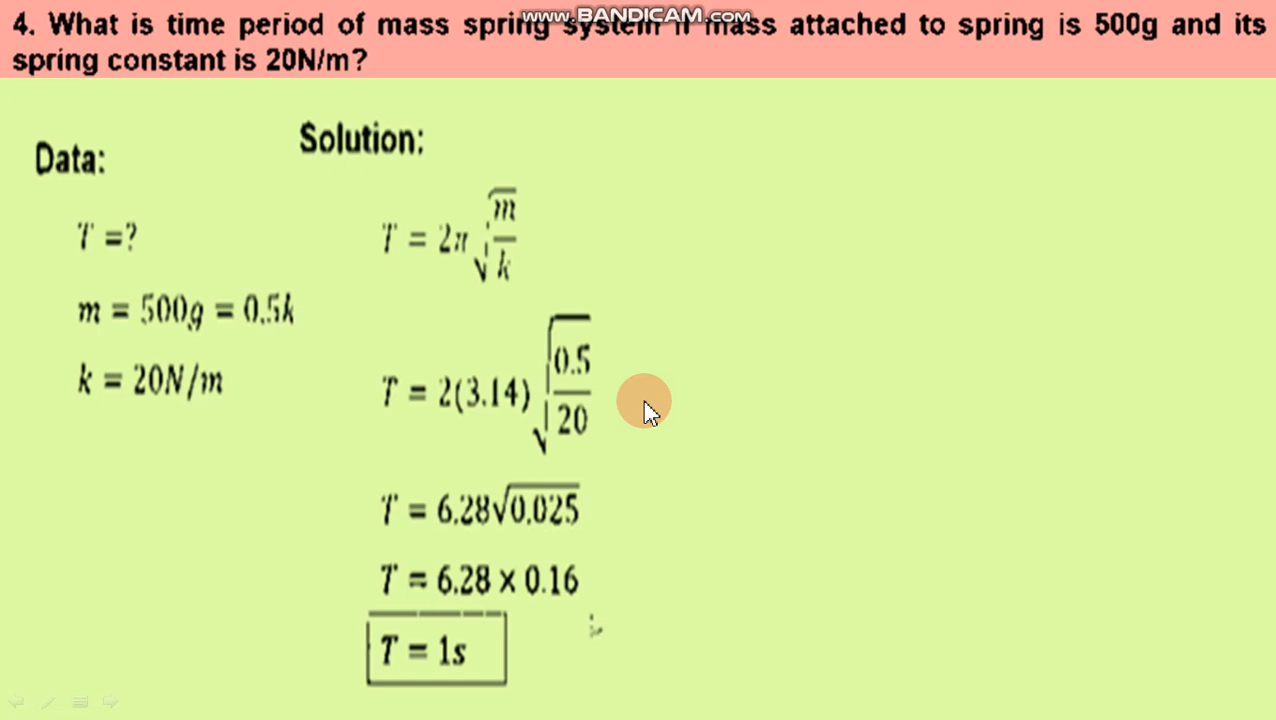 www.BANDICAM.com
4. What is time period of mass spring system if mass attached to spring is 500g and its
spring constant is 20N/m?
Solution:
Data:
T =?
T = 2π√(m/k)
m = 500g = 0.5k
k = 20N/m
T = 2(3.14)√(0.5/20)
T = 6.28√0.025
T = 6.28 × 0.16
T = 1s